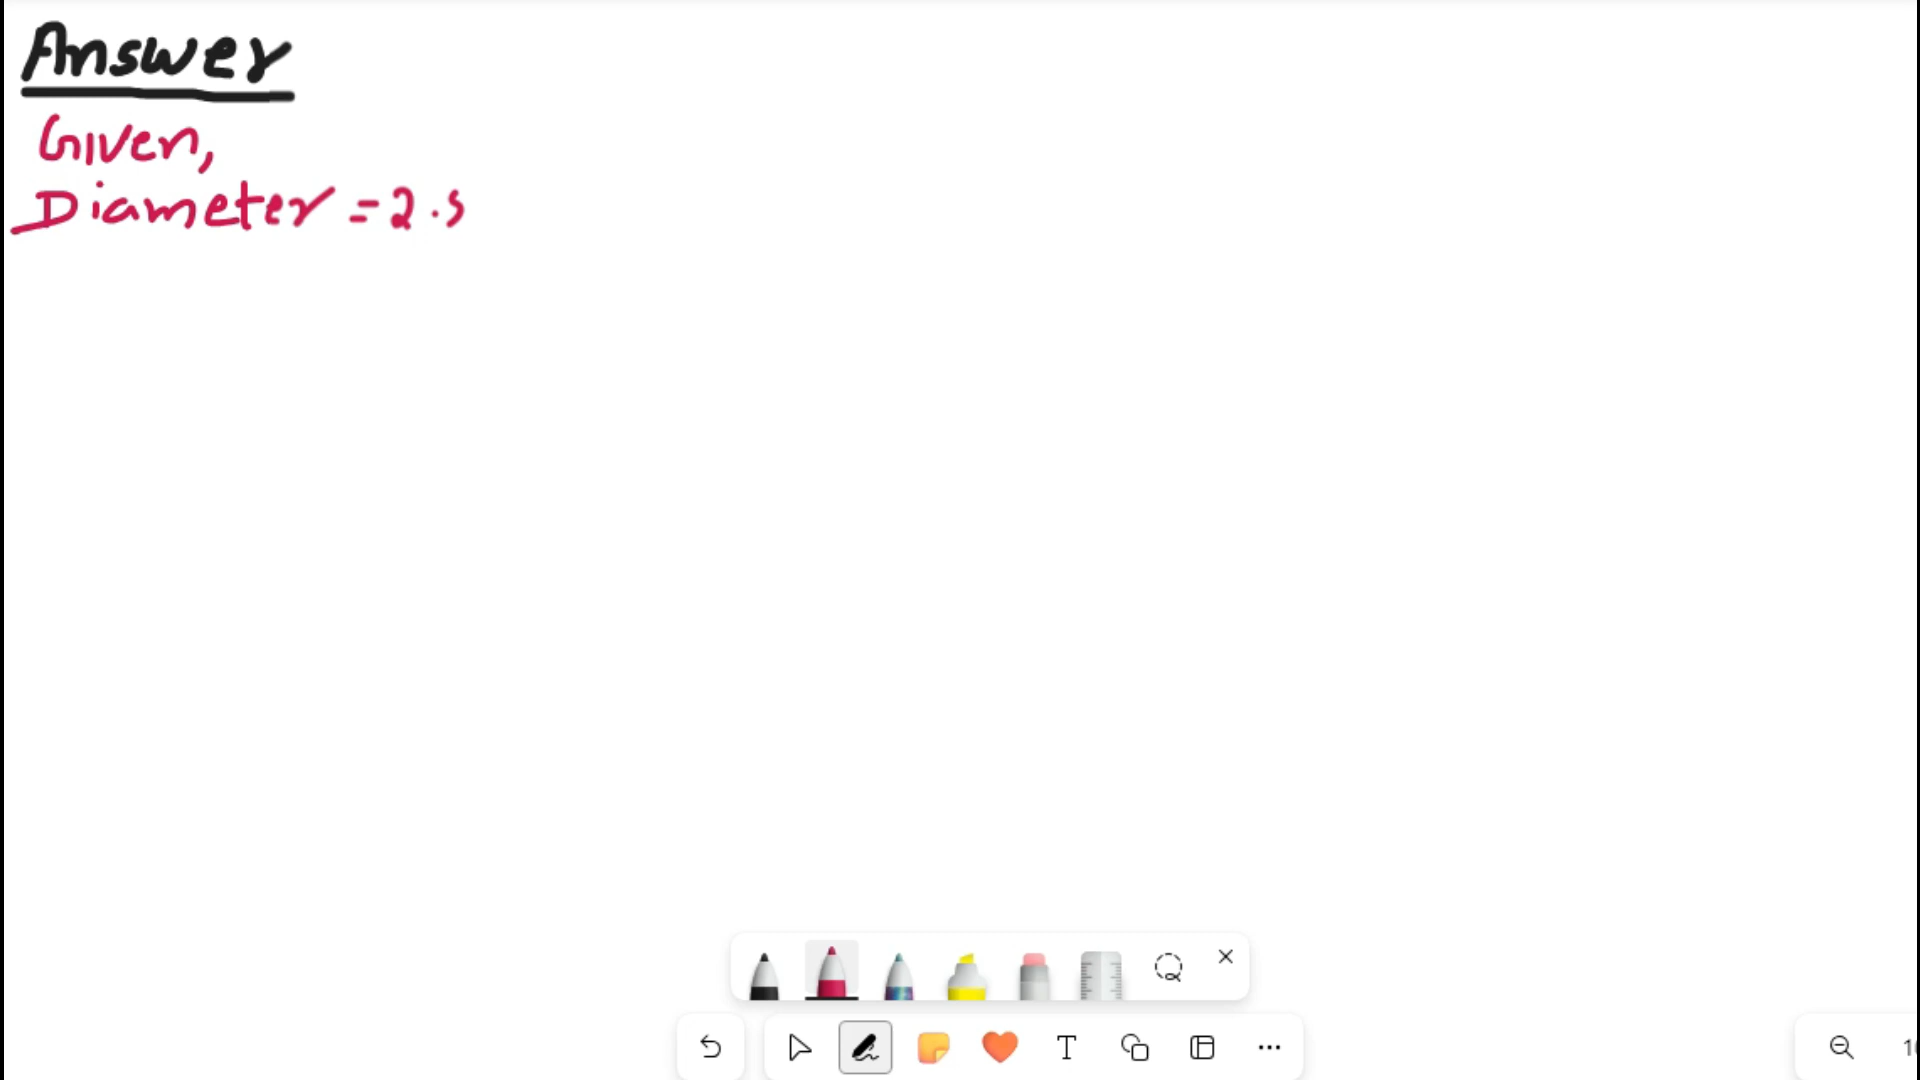 Answer
Given,
Diameter = 2.5
T